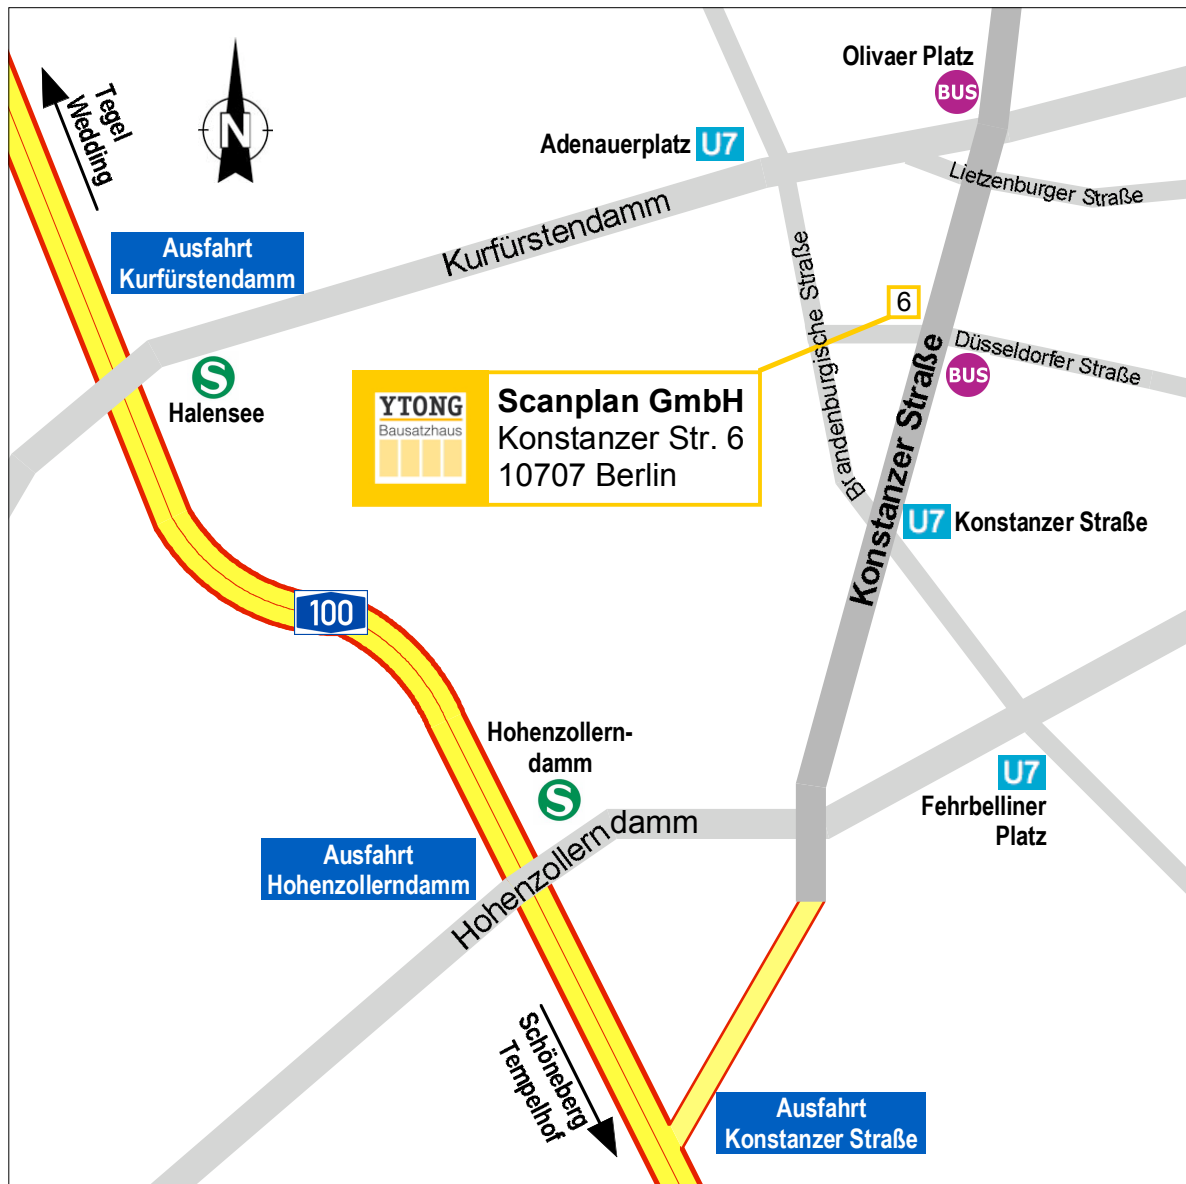 Olivaer Platz
BUS
Tegel
Wedding
N
Adenauerplatz U7
Lietzenburger Straße
Kurfürstendamm
Ausfahrt
Kurfürstendamm
Brandenburgische Straße
6
Düsseldorfer Straße
BUS
S
Halensee
YTONG
Bausatzhaus
Scanplan GmbH
Konstanzer Str. 6
10707 Berlin
Konstanzer Straße
U7 Konstanzer Straße
100
Hohenzollern-
damm
S
U7
Fehrbelliner
Platz
Hohenzollerndamm
Ausfahrt
Hohenzollerndamm
Schöneberg
Tempelhof
Ausfahrt
Konstanzer Straße